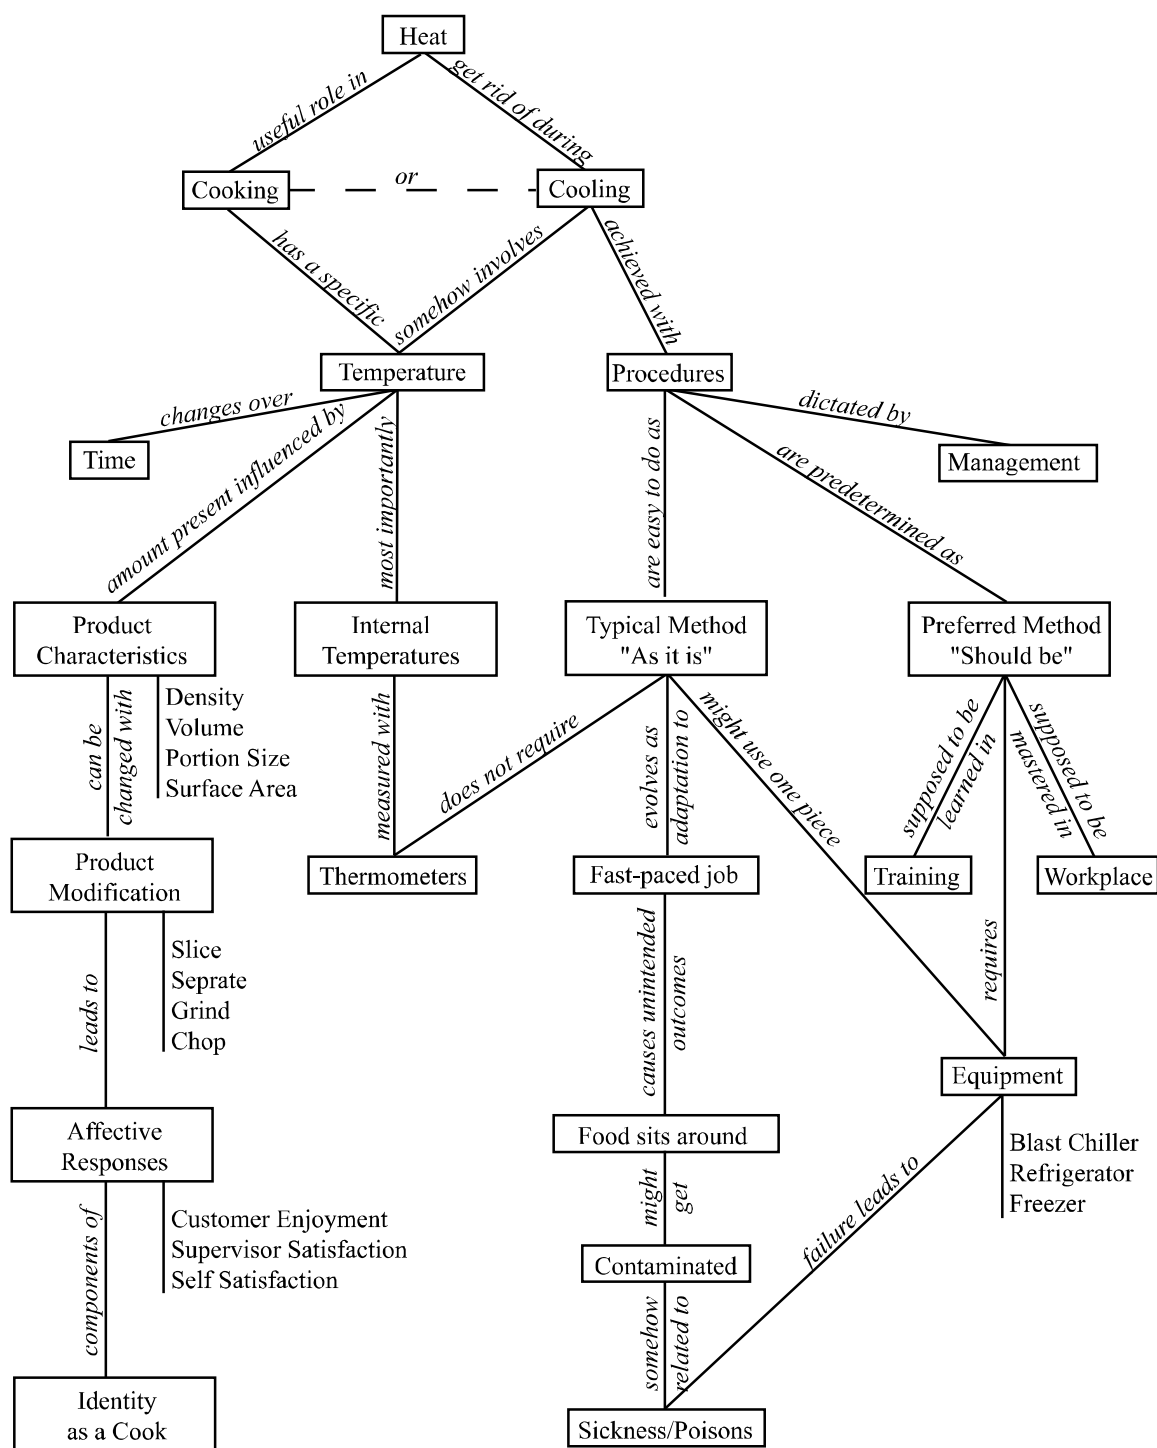 Heat
useful role in
get rid of during
Cooking
or
Cooling
has a specific
somehow involves
achieved with
Temperature
Procedures
changes over
dictated by
Time
Management
amount present influenced by
most importantly
are easy to do as
are predetermined as
Product
Characteristics
Internal
Temperatures
Typical Method
"As it is"
Preferred Method
"Should be"
can be
changed with
Density
Volume
Portion Size
Surface Area
measured with
does not require
evolves as
adaptation to
might use one piece
supposed to be
learned in
supposed to be
mastered in
Product
Modification
Thermometers
Fast-paced job
Training
Workplace
leads to
Slice
Seprate
Grind
Chop
causes unintended
outcomes
requires
Equipment
Affective
Responses
Food sits around
Blast Chiller
Refrigerator
Freezer
components of
Customer Enjoyment
Supervisor Satisfaction
Self Satisfaction
might
get
failure leads to
Contaminated
somehow
related to
Identity
as a Cook
Sickness/Poisons